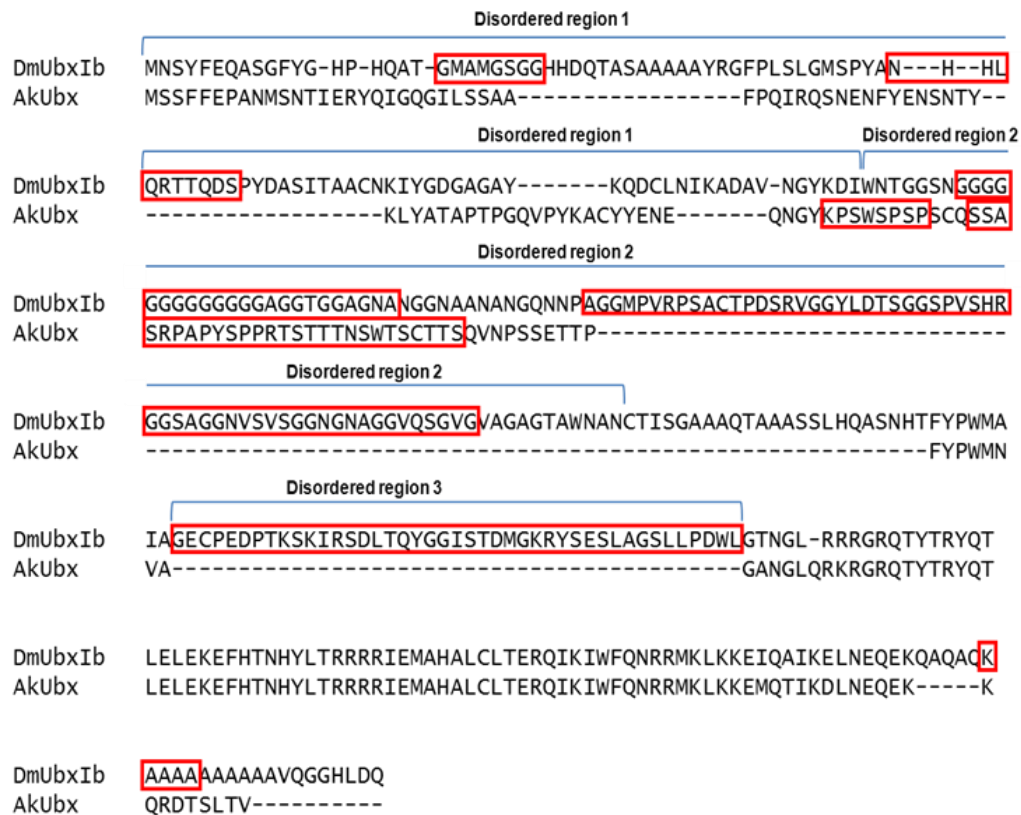 Disordered region 1
DmUbxIb MNSYFEQASGFYG-HP-HQAT-GMAMGSGGHHDQTASAAAAAYRGFPLSLGMSPYAN---H--HL
AkUbx MSSFFEPANMSNTIERYQIGQGILSSAA-----------------FPQIRQSNENFYENSNTY--
Disordered region 1 Disordered region 2
DmUbxIb QRTTQDSPYDASITAACNKIYGDGAGAY-------KQDCLNIKADAV-NGYKDIWNTGGSNGGGG
AkUbx ------------------KLYATAPTPGQVPYKACYYENE-------QNGYKPSWSPSPSCQSSA
Disordered region 2
DmUbxIb GGGGGGGGGGAGGTGGAGNANGGNAANANGQNNPAGGMPVRPSACTPDSRVGGYLDTSGGSPVSHR
AkUbx SRPAPYSPPRTSTTTNSWTSCTTSQVNPSSETTP-------------------------------
Disordered region 2
DmUbxIb GGSAGGNVSVSGGNGNAGGVQSGVGVAGAGTAWNANCTISGAAAQTAAASSLHQASNHTFYPWMA
AkUbx -----------------------------------------------------------FYPWMN
Disordered region 3
DmUbxIb IAGECPEDPTKSKIRSDLTQYGGISTDMGKRYSESLAGSLLPDWLGTNGL-RRRGRQTYTRYQT
AkUbx VA-------------------------------------------GANGLQRKRGRQTYTRYQT
DmUbxIb LELEKEFHTNHYLTRRRRIEMAHALCLTERQIKIWFQNRRMKLKKEIQAIKELNEQEKQAQAQK
AkUbx LELEKEFHTNHYLTRRRRIEMAHALCLTERQIKIWFQNRRMKLKKEMQTIKDLNEQEK-----K
DmUbxIb AAAAAAAAAAVQGGHLDQ
AkUbx QRDTSLTV----------